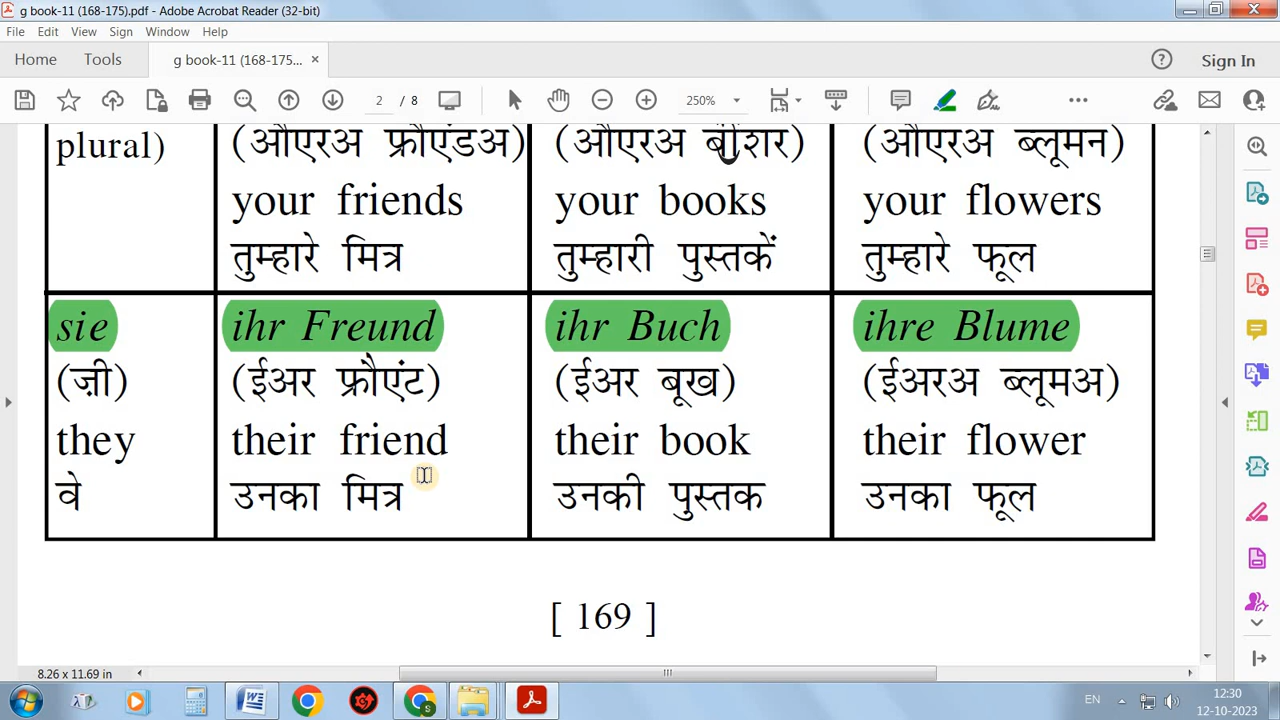 g book-11 (168-175).pdf - Adobe Acrobat Reader (32-bit)
File Edit View Sign Window Help
Home Tools g book-11 (168-175... × Sign In
2 / 8 250%
plural) (औएरअ फ्रौएंडअ) (औएरअ बॅीशर) (औएरअ ब्लूमन)
your friends your books your flowers
तुम्हारे मित्र तुम्हारी पुस्तकें तुम्हारे फूल
sie ihr Freund ihr Buch ihre Blume
(ज़ी) (ईअर फ्रौएंट) (ईअर बूख) (ईअरअ ब्लूमअ)
they their friend their book their flower
वे उनका मित्र उनकी पुस्तक उनका फूल
[ 169 ]
8.26 x 11.69 in
EN 12:30
12-10-2023